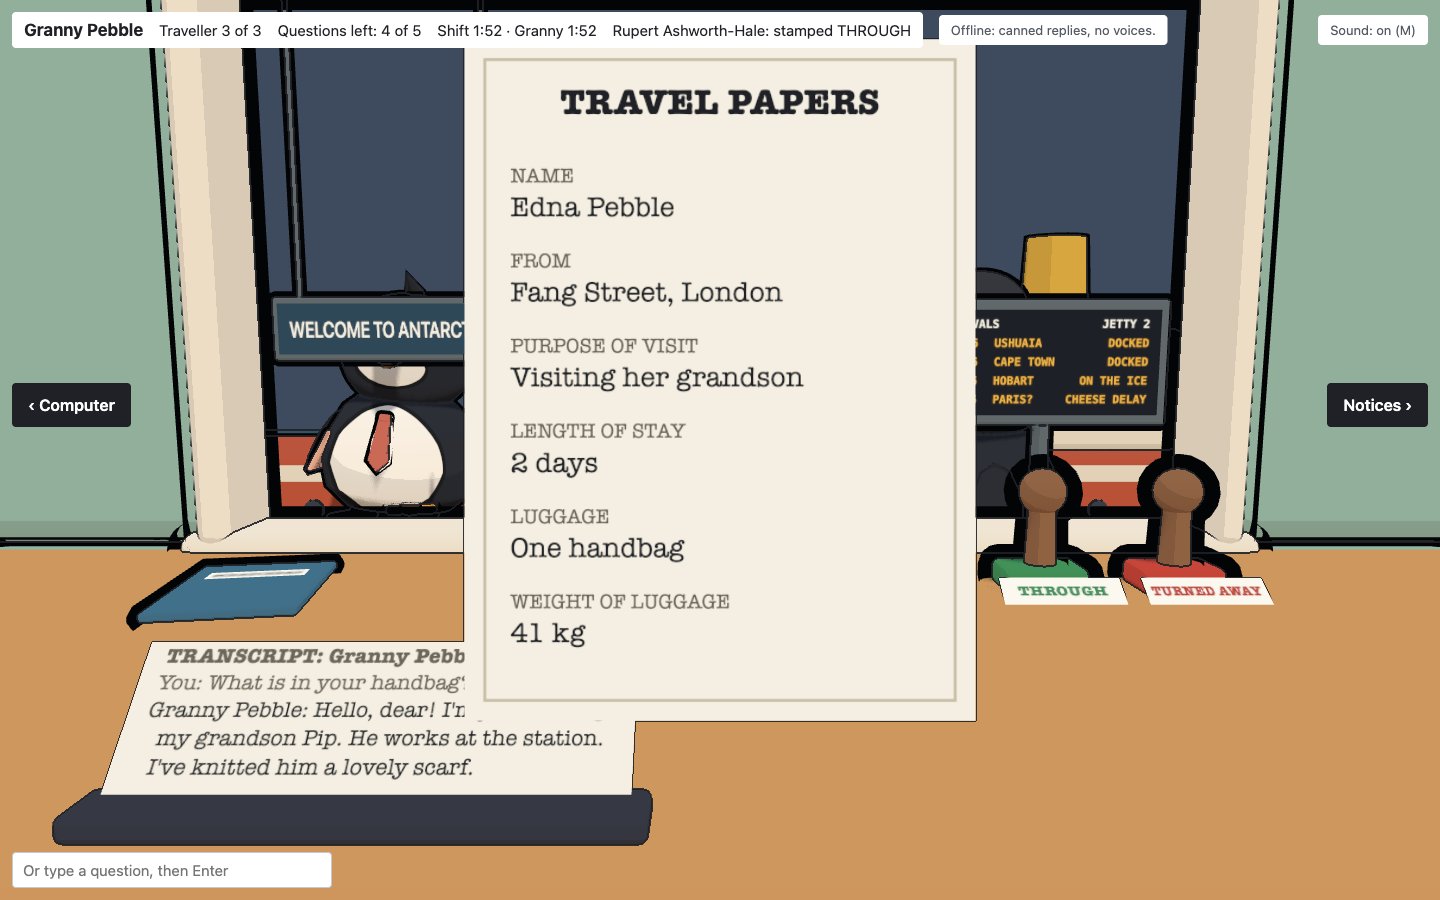 Granny Pebble Traveller 3 of 3 Questions left: 4 of 5 Shift 1:52 · Granny 1:52 Rupert Ashworth-Hale: stamped THROUGH
Offline: canned replies, no voices.
Sound: on (M)
TRAVEL PAPERS
NAME
Edna Pebble
FROM
Fang Street, London
PURPOSE OF VISIT
Visiting her grandson
LENGTH OF STAY
2 days
LUGGAGE
One handbag
WEIGHT OF LUGGAGE
41 kg
WELCOME TO
JETTY 2
USHUAIA DOCKED
CAPE TOWN DOCKED
HOBART ON THE ICE
PARIS? CHEESE DELAY
‹ Computer
Notices ›
THROUGH
TURNED AWAY
TRANSCRIPT: Granny
You: What is in your handbag?
Granny Pebble: Hello, dear! I'm
my grandson Pip. He works at the station.
I've knitted him a lovely scarf.
Or type a question, then Enter